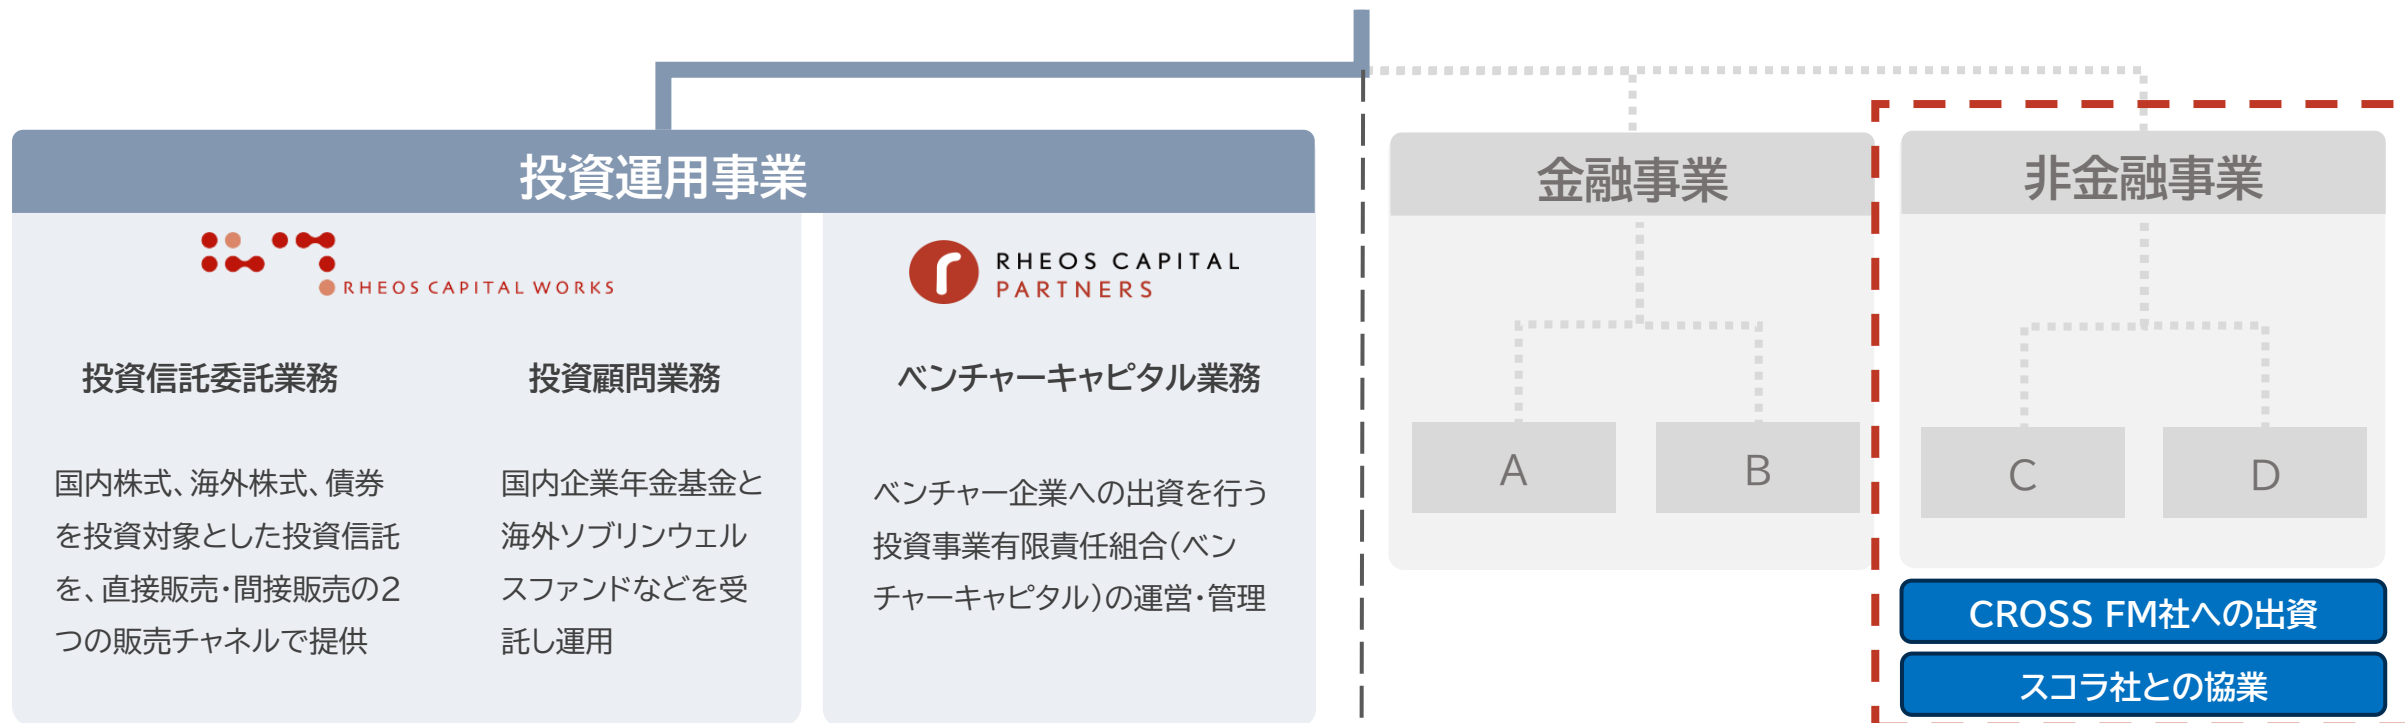 投資運用事業
RHEOS CAPITAL WORKS
投資信託委託業務
国内株式、海外株式、債券
を投資対象とした投資信託
を、直接販売・間接販売の2
つの販売チャネルで提供
投資顧問業務
国内企業年金基金と
海外ソブリンウェル
スファンドなどを受
託し運用
r
RHEOS CAPITAL
PARTNERS
ベンチャーキャピタル業務
ベンチャー企業への出資を行う
投資事業有限責任組合（ベン
チャーキャピタル）の運営・管理
金融事業
A
B
非金融事業
C
D
CROSS FM社への出資
スコラ社との協業